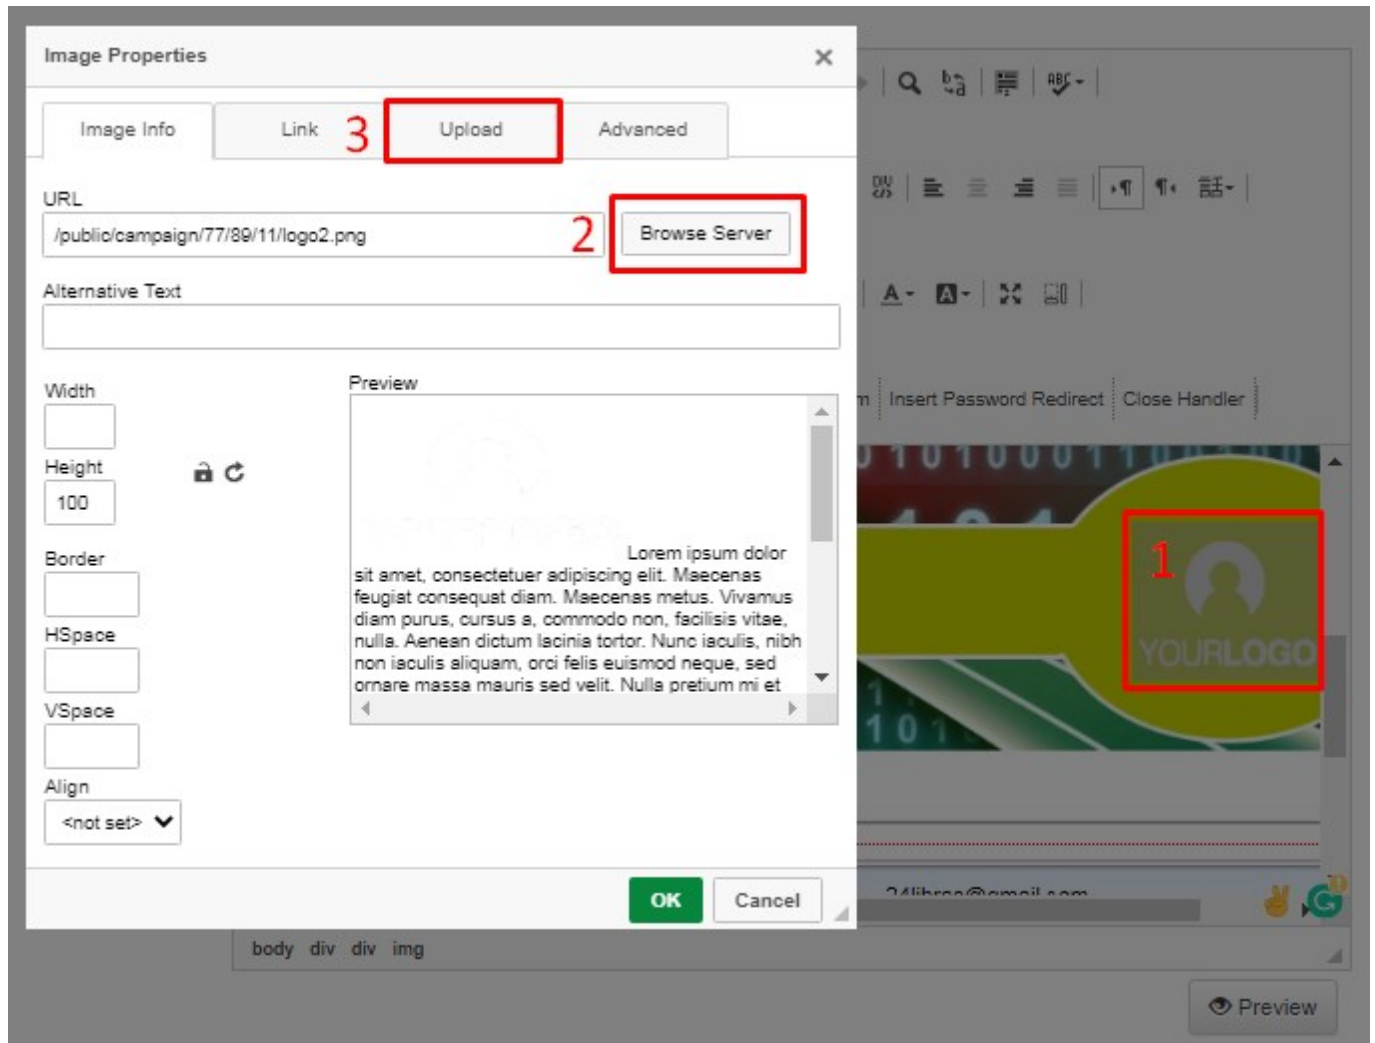 Image Properties
Image Info
Link
3
Upload
Advanced
URL
/public/campaign/77/89/11/logo2.png
2
Browse Server
Alternative Text
Width
Height
100
Border
HSpace
VSpace
Align
<not set>
Preview
Lorem ipsum dolor
sit amet, consectetuer adipiscing elit. Maecenas
feugiat consequat diam. Maecenas metus. Vivamus
diam purus, cursus a, commodo non, facilisis vitae,
nulla. Aenean dictum lacinia tortor. Nunc iaculis, nibh
non iaculis aliquam, orci felis euismod neque, sed
ornare massa mauris sed velit. Nulla pretium mi et
OK
Cancel
Insert Password Redirect
Close Handler
1
YOURLOGO
body div div img
Preview